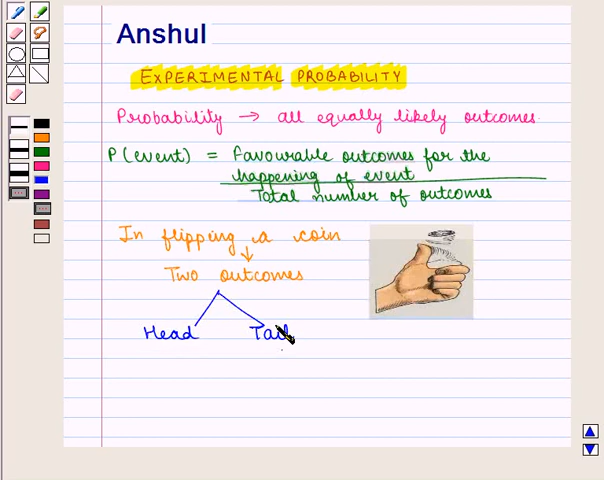 Anshul
EXPERIMENTAL PROBABILITY
Probability → all equally likely outcomes
P(event) = Favourable outcomes for the
happening of event
Total number of outcomes
In flipping a coin
↓
Two outcomes
Head Tail